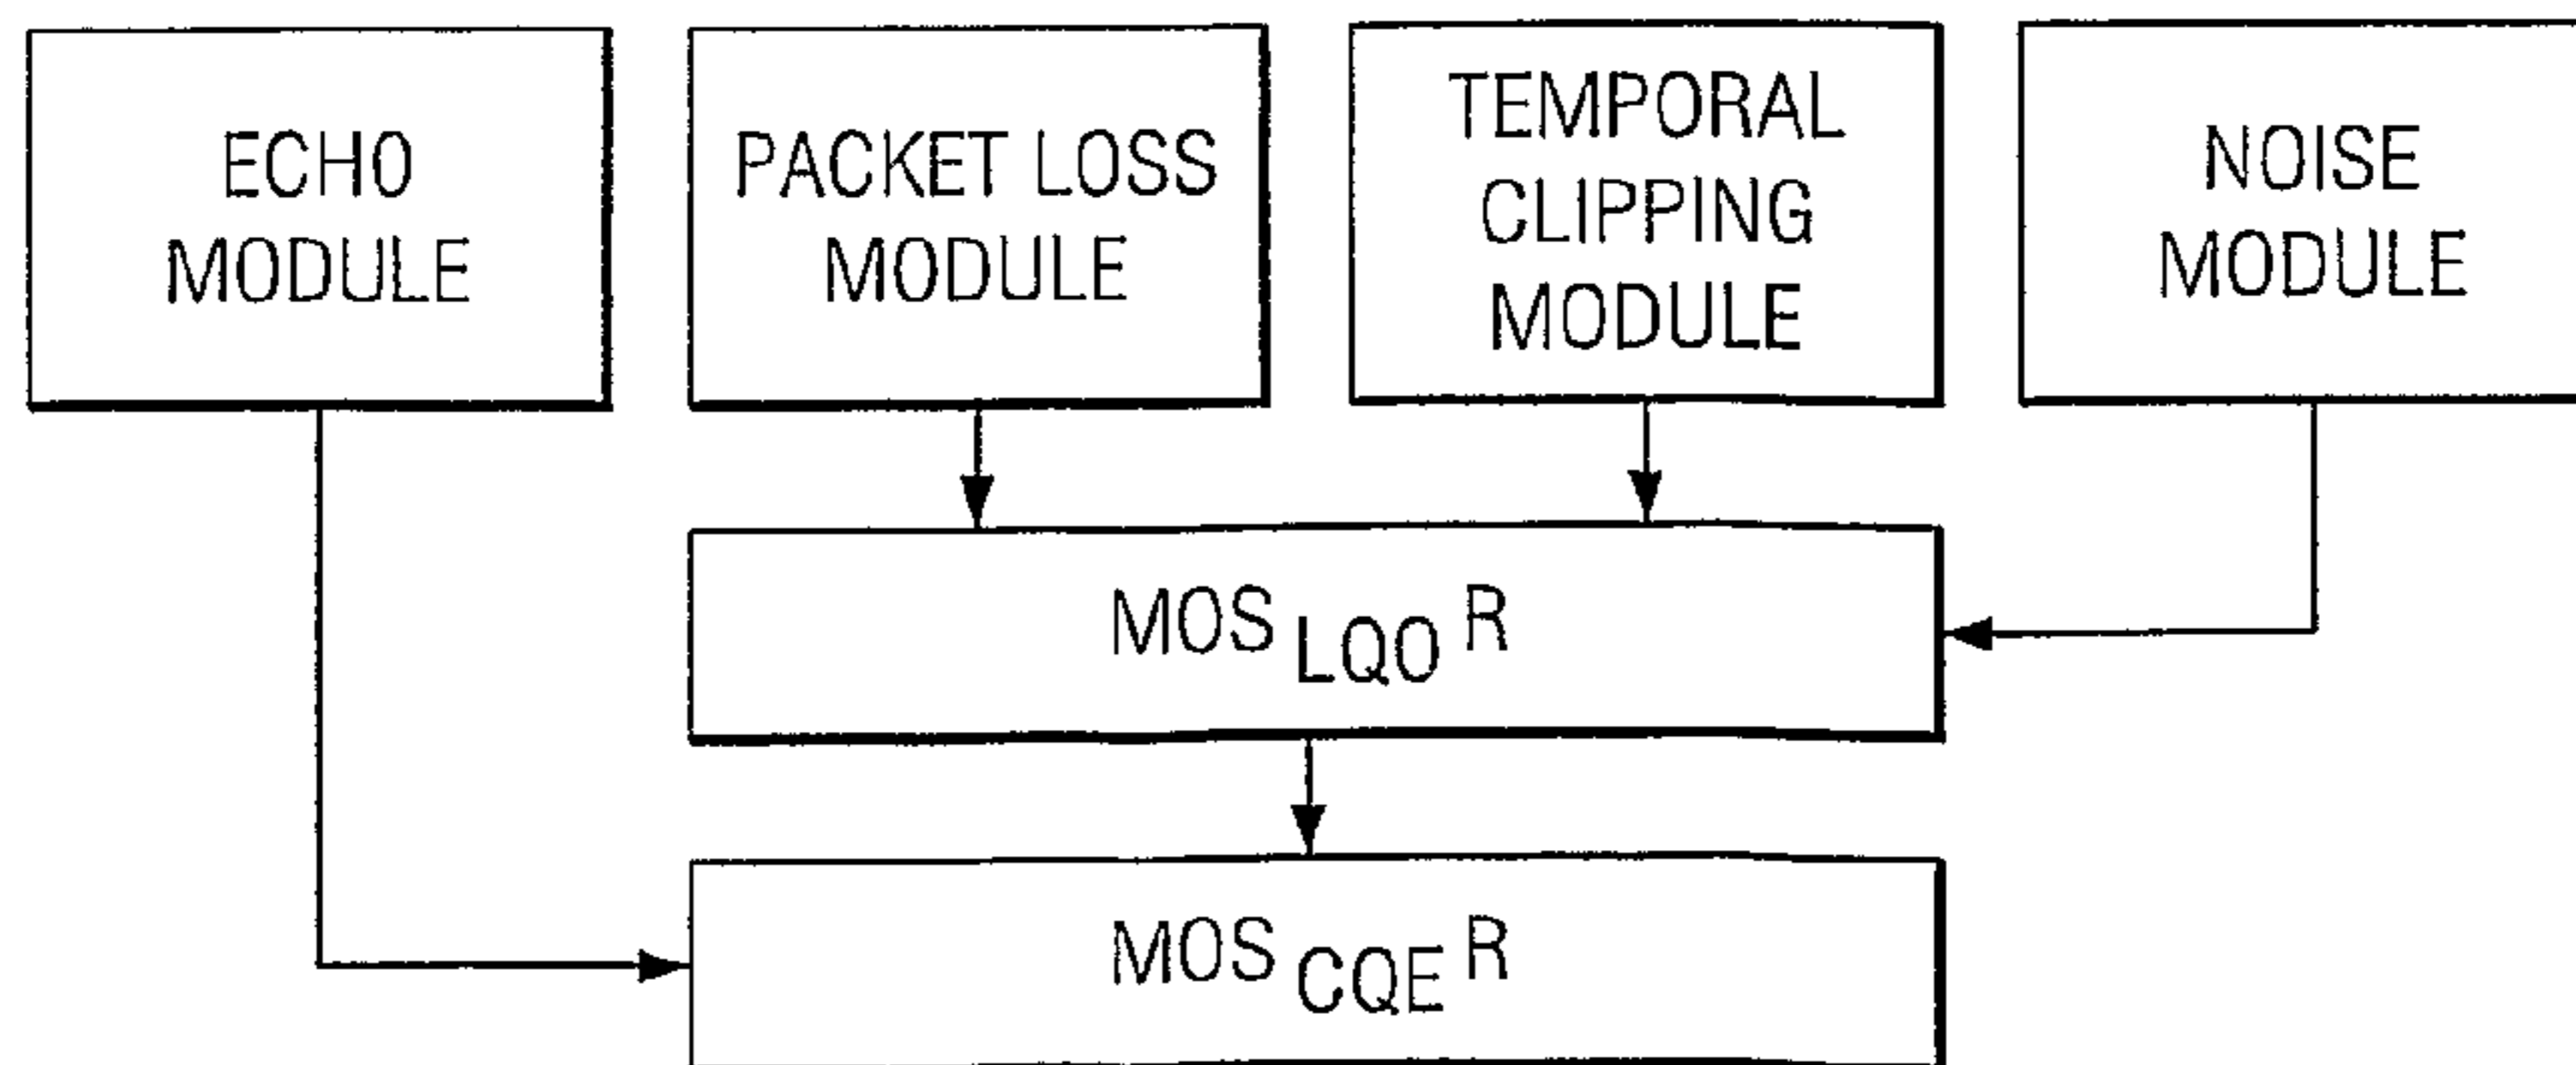 ECHO
MODULE
PACKET LOSS
MODULE
TEMPORAL
CLIPPING
MODULE
NOISE
MODULE
MOS LQO R
MOS CQE R